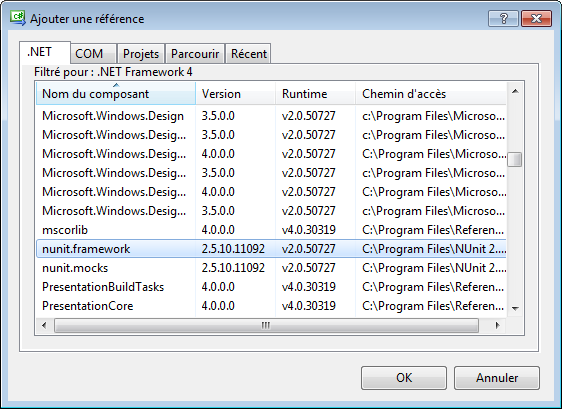 Ajouter une référence
.NET COM Projets Parcourir Récent
Filtré pour : .NET Framework 4
Nom du composant Version Runtime Chemin d'accès
Microsoft.Windows.Design 3.5.0.0 v2.0.50727 c:\Program Files\Microso...
Microsoft.Windows.Desig... 3.5.0.0 v2.0.50727 C:\Program Files\Microso...
Microsoft.Windows.Desig... 4.0.0.0 v2.0.50727 C:\Program Files\Microso...
Microsoft.Windows.Desig... 3.5.0.0 v2.0.50727 c:\Program Files\Microso...
Microsoft.Windows.Desig... 4.0.0.0 v2.0.50727 C:\Program Files\Microso...
Microsoft.Windows.Desig... 3.5.0.0 v2.0.50727 c:\Program Files\Microso...
mscorlib 4.0.0.0 v4.0.30319 C:\Program Files\Referen...
nunit.framework 2.5.10.11092 v2.0.50727 C:\Program Files\NUnit 2....
nunit.mocks 2.5.10.11092 v2.0.50727 C:\Program Files\NUnit 2....
PresentationBuildTasks 4.0.0.0 v4.0.30319 C:\Program Files\Referen...
PresentationCore 4.0.0.0 v4.0.30319 C:\Program Files\Referen...
OK Annuler